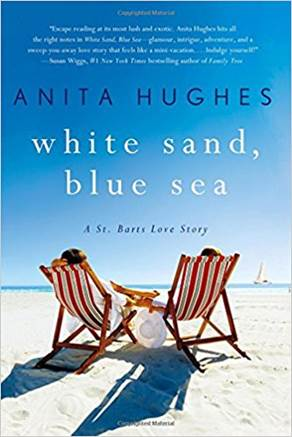 "Escape reading at its most lush and exotic. Anita Hughes hits all
the right notes in White Sand, Blue Sea—glamour, intrigue, adventure, and a
sweep-you-away love story that feels like a mini vacation. . . . Indulge yourself!"
—Susan Wiggs, #1 New York Times bestselling author of Family Tree
ANITA HUGHES
white sand,
blue sea
A St. Barts Love Story